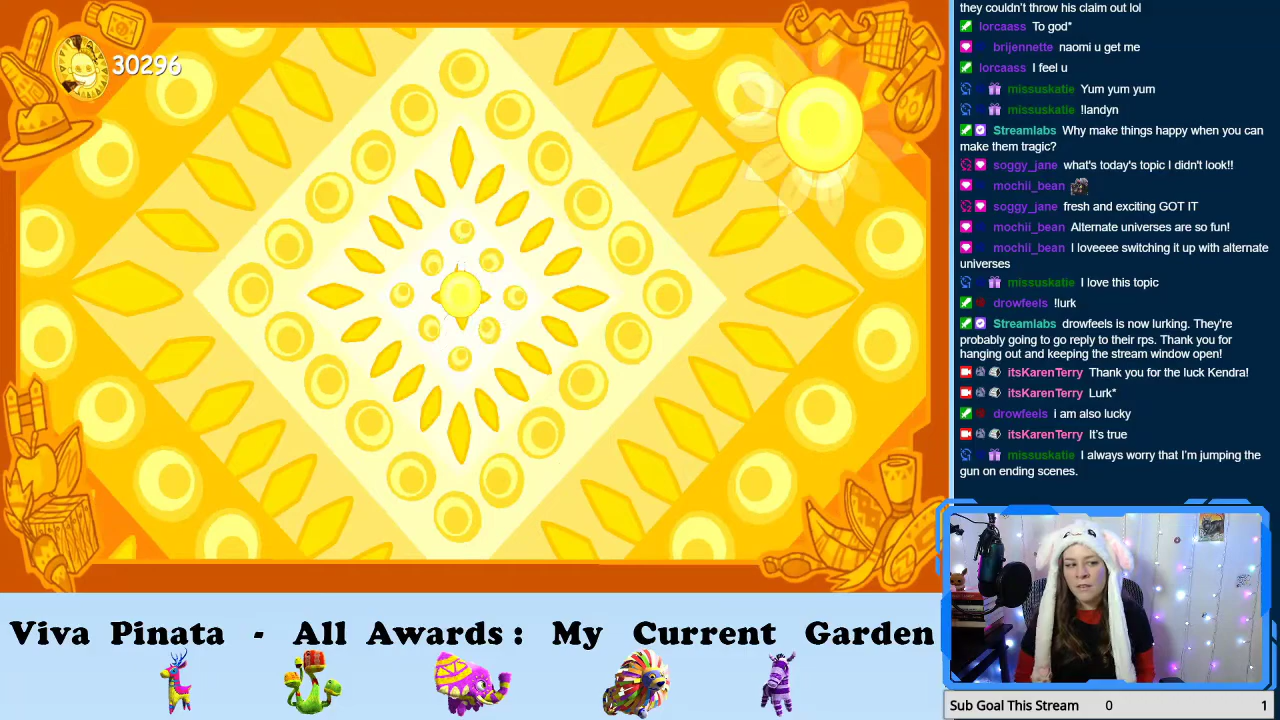 30296
they couldn't throw his claim out lol
lorcaass To god*
brijennette naomi u get me
lorcaass I feel u
missuskatie Yum yum yum
missuskatie !landyn
Streamlabs Why make things happy when you can
make them tragic?
soggy_jane what's today's topic I didn't look!!
mochii_bean
soggy_jane fresh and exciting GOT IT
mochii_bean Alternate universes are so fun!
mochii_bean I loveeee switching it up with alternate
universes
missuskatie I love this topic
drowfeels !lurk
Streamlabs drowfeels is now lurking. They're
probably going to go reply to their rps. Thank you for
hanging out and keeping the stream window open!
itsKarenTerry Thank you for the luck Kendra!
itsKarenTerry Lurk*
drowfeels i am also lucky
itsKarenTerry It's true
missuskatie I always worry that I'm jumping the
gun on ending scenes.
Viva Pinata - All Awards: My Current Garden
Sub Goal This Stream 0 1